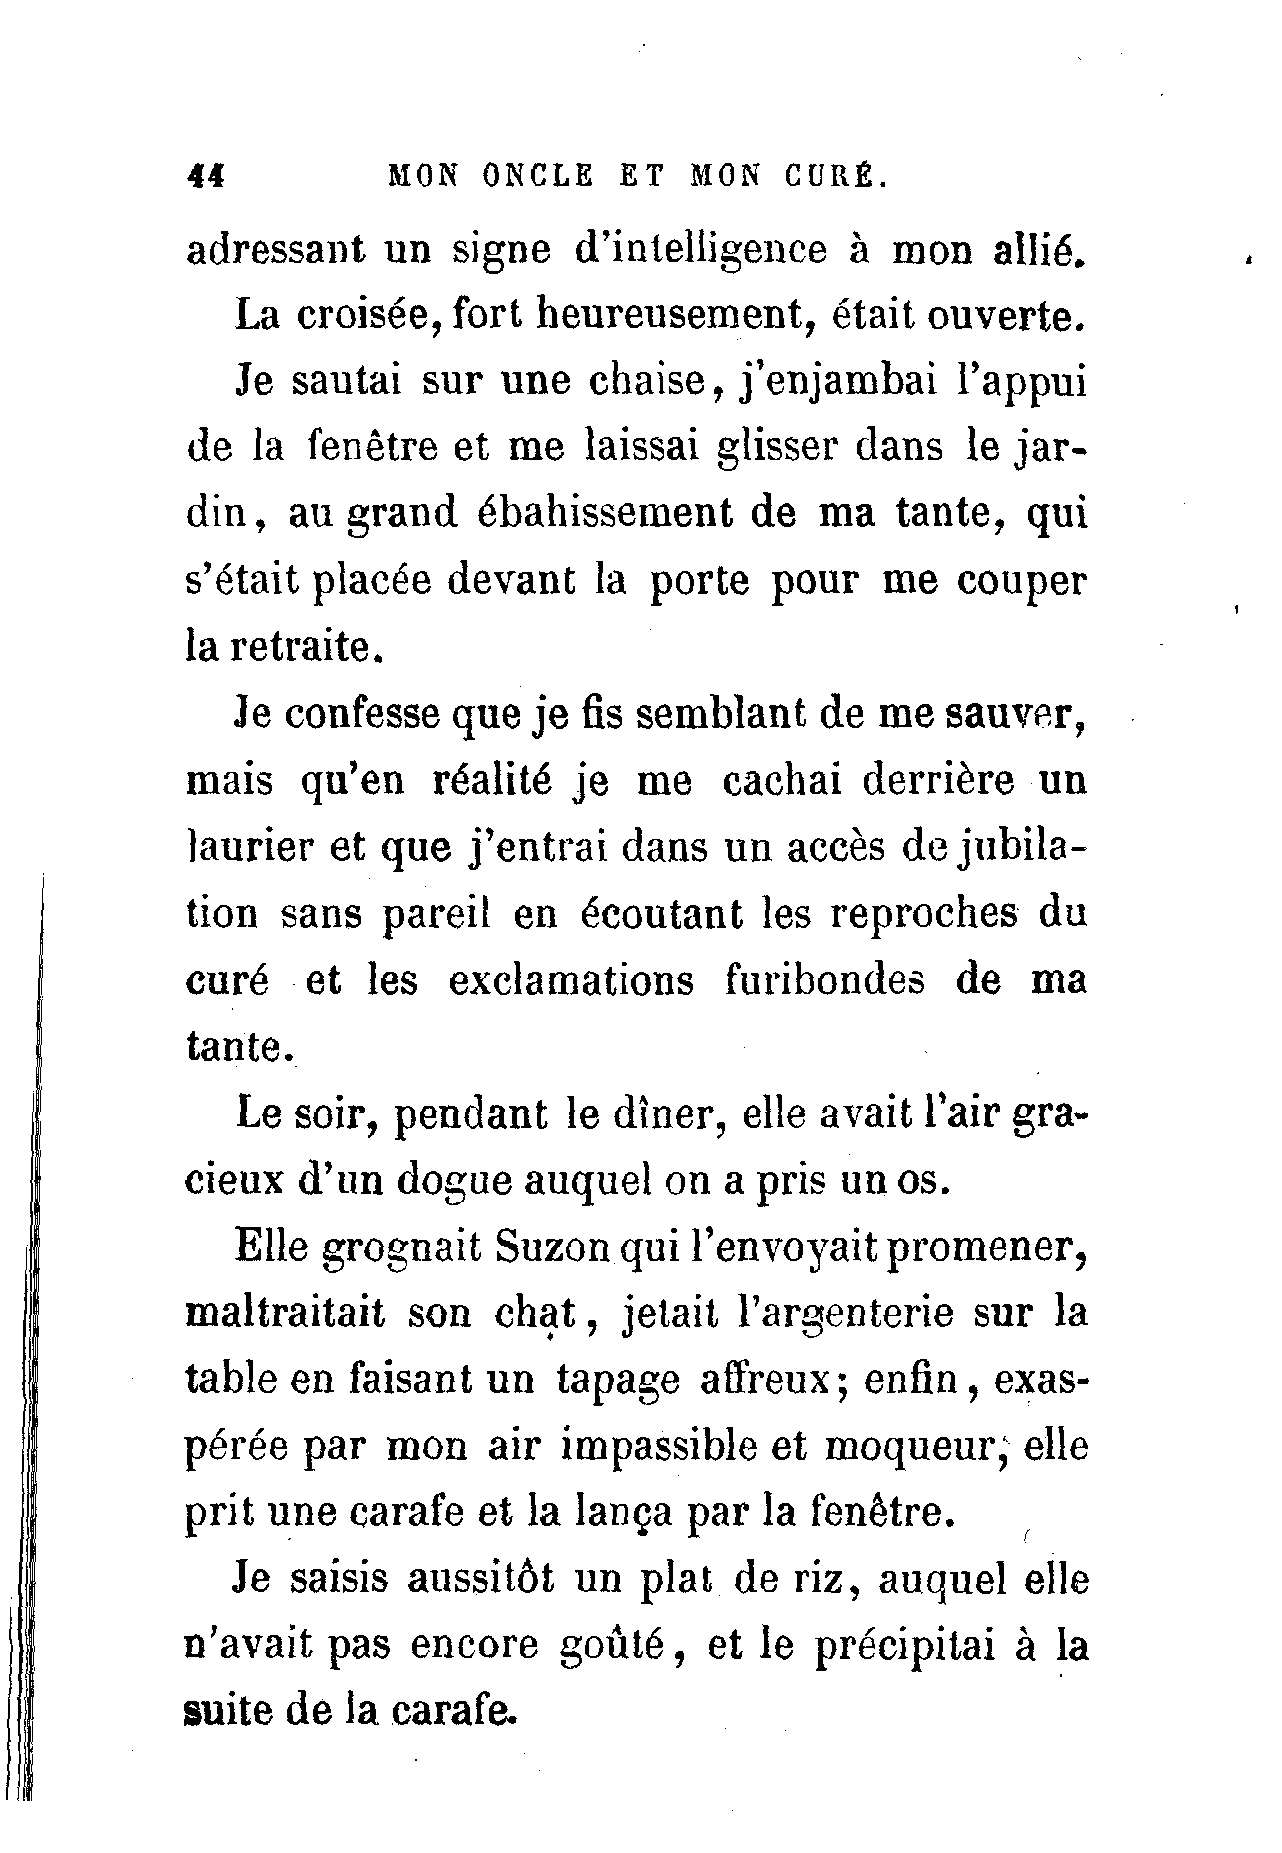 44 MON ONCLE ET MON CURÉ.
adressant un signe d'intelligence à mon allié.
La croisée, fort heureusement, était ouverte.
Je sautai sur une chaise, j'enjambai l'appui
de la fenêtre et me laissai glisser dans le jar-
din, au grand ébahissement de ma tante, qui
s'était placée devant la porte pour me couper
la retraite.
Je confesse que je fis semblant de me sauver,
mais qu'en réalité je me cachai derrière un
laurier et que j'entrai dans un accès de jubila-
tion sans pareil en écoutant les reproches du
curé et les exclamations furibondes de ma
tante.
Le soir, pendant le dîner, elle avait l'air gra-
cieux d'un dogue auquel on a pris un os.
Elle grognait Suzon qui l'envoyait promener,
maltraitait son chat, jetait l'argenterie sur la
table en faisant un tapage affreux; enfin, exas-
pérée par mon air impassible et moqueur, elle
prit une carafe et la lança par la fenêtre.
Je saisis aussitôt un plat de riz, auquel elle
n'avait pas encore goûté, et le précipitai à la
suite de la carafe.